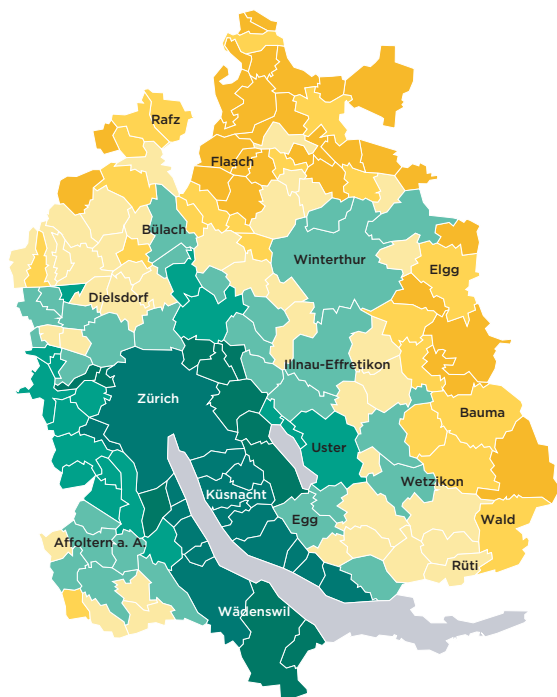 Rafz
Flaach
Bülach
Winterthur
Elgg
Dielsdorf
Illnau-Effretikon
Zürich
Bauma
Uster
Wetzikon
Küsnacht
Egg
Wald
Affoltern a. A.
Rüti
Wädenswil